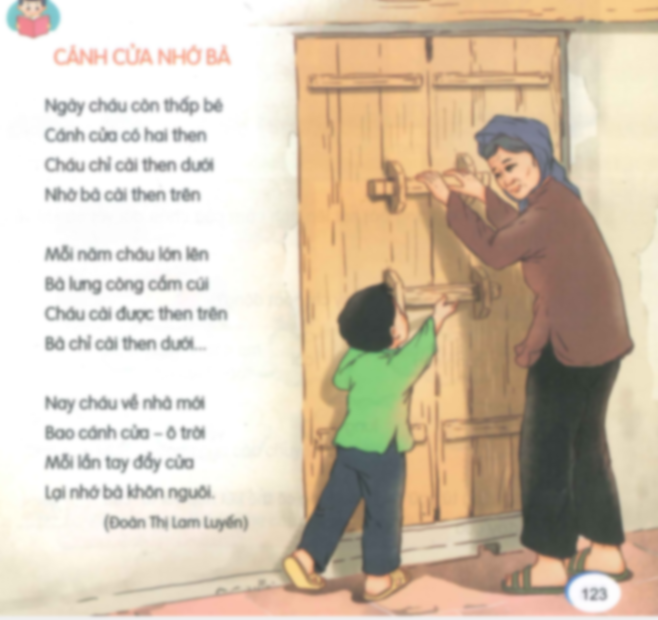 CÁNH CỬA NHỚ BÀ
Ngày cháu còn thấp bé
Cánh cửa có hai then
Cháu chỉ cài then dưới
Nhờ bà cài then trên
Mỗi năm cháu lớn lên
Bà lưng còng cắm cúi
Cháu cài được then trên
Bà chỉ cài then dưới...
Nay cháu về nhà mới
Bao cánh cửa – ô trời
Mỗi lần tay đẩy cửa
Lại nhớ bà khôn nguôi.
(Đoàn Thị Lam Luyến)
123